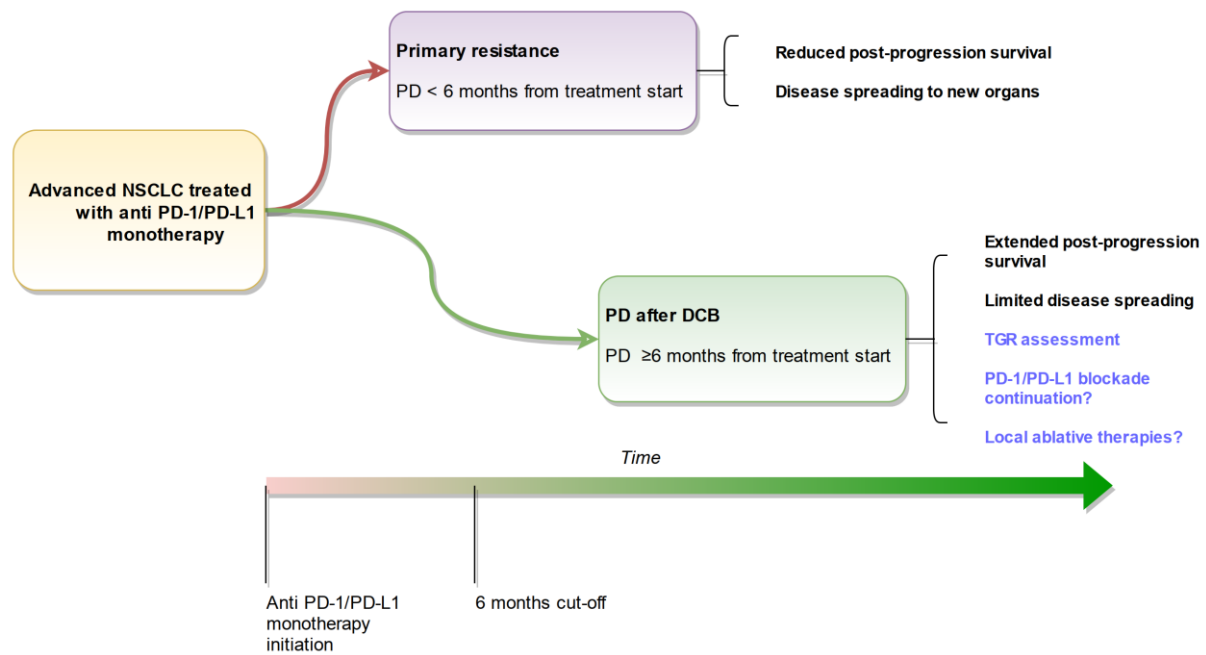 Primary resistance
PD < 6 months from treatment start
Reduced post-progression survival
Disease spreading to new organs
Advanced NSCLC treated
with anti PD-1/PD-L1
monotherapy
PD after DCB
PD ≥6 months from treatment start
Extended post-progression
survival
Limited disease spreading
TGR assessment
PD-1/PD-L1 blockade
continuation?
Local ablative therapies?
Time
Anti PD-1/PD-L1
monotherapy
initiation
6 months cut-off